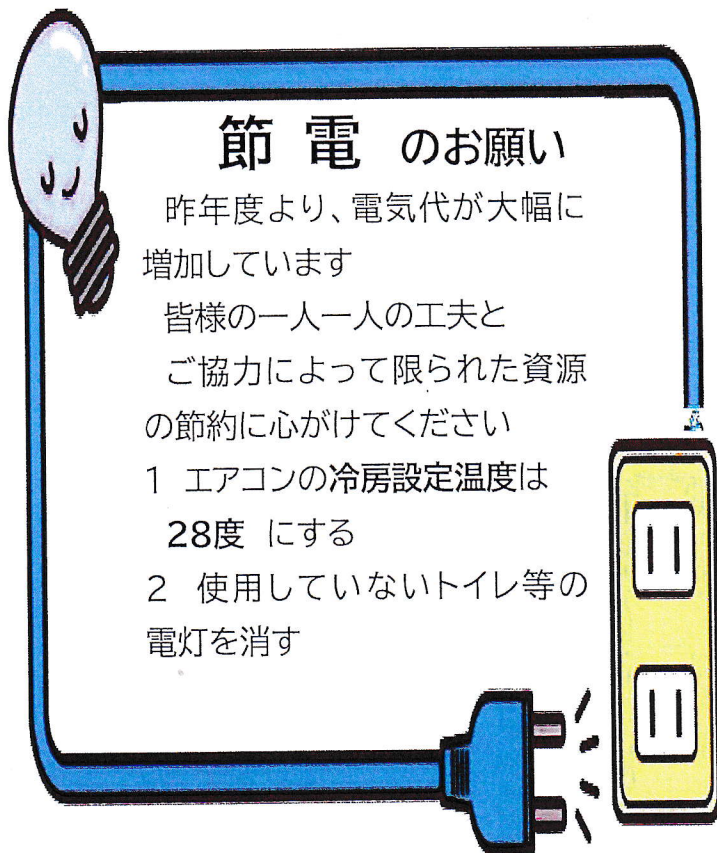 節 電 のお願い
昨年度より、電気代が大幅に
増加しています
皆様の一人一人の工夫と
ご協力によって限られた資源
の節約に心がけてください
1 エアコンの冷房設定温度は
28度 にする
2 使用していないトイレ等の
電灯を消す